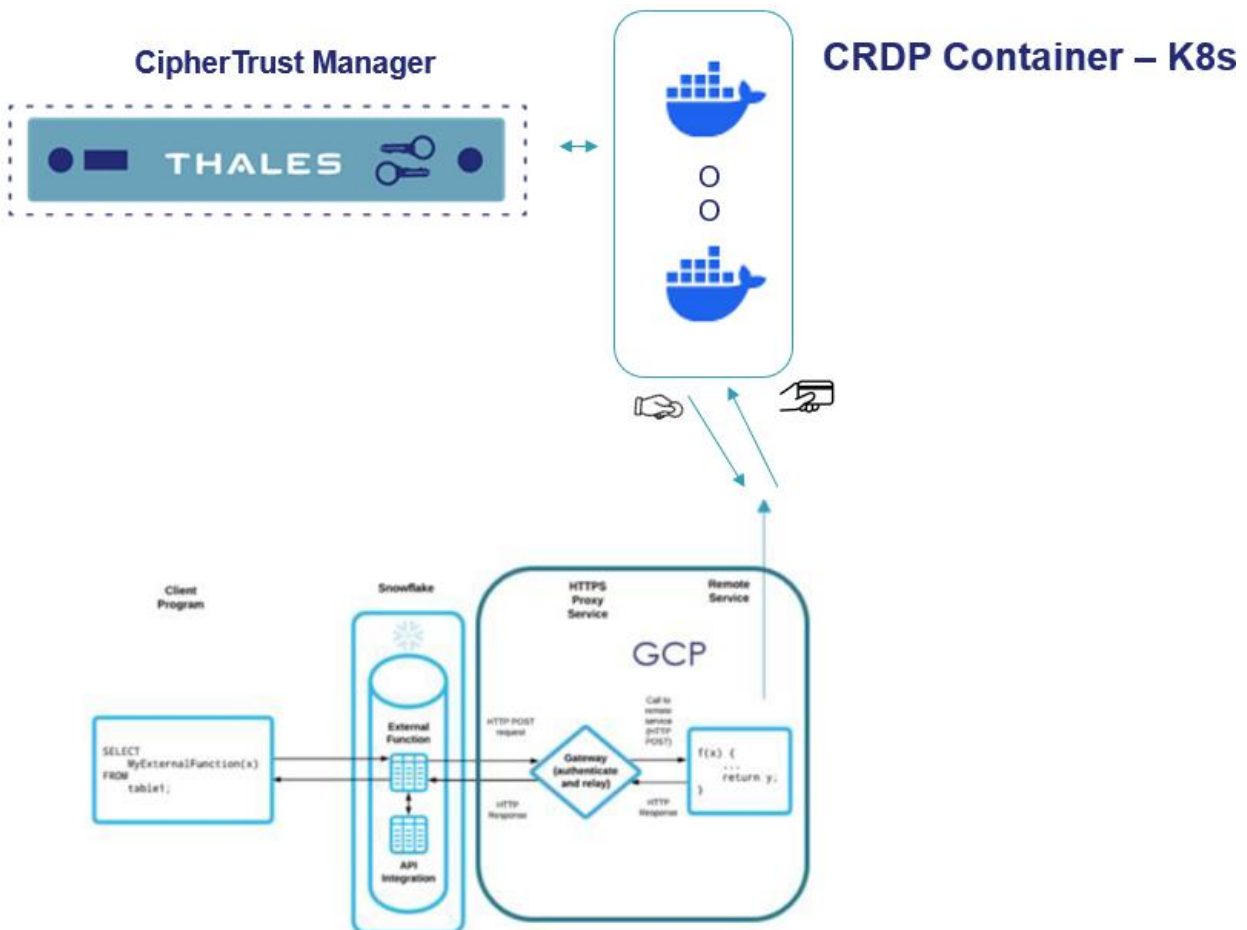 CipherTrust Manager
CRDP Container – K8s
THALES
O
O
Client
Program
Snowflake
HTTPS
Proxy
Service
Remote
Service
GCP
SELECT
MyExternalFunction(x)
FROM
table1;
External
Function
API
Integration
HTTP POST
request
HTTP
Response
Gateway
(authenticate
and relay)
Call to
remote
service
(HTTP
POST)
HTTP
Response
f(x) {
...
return y;
}